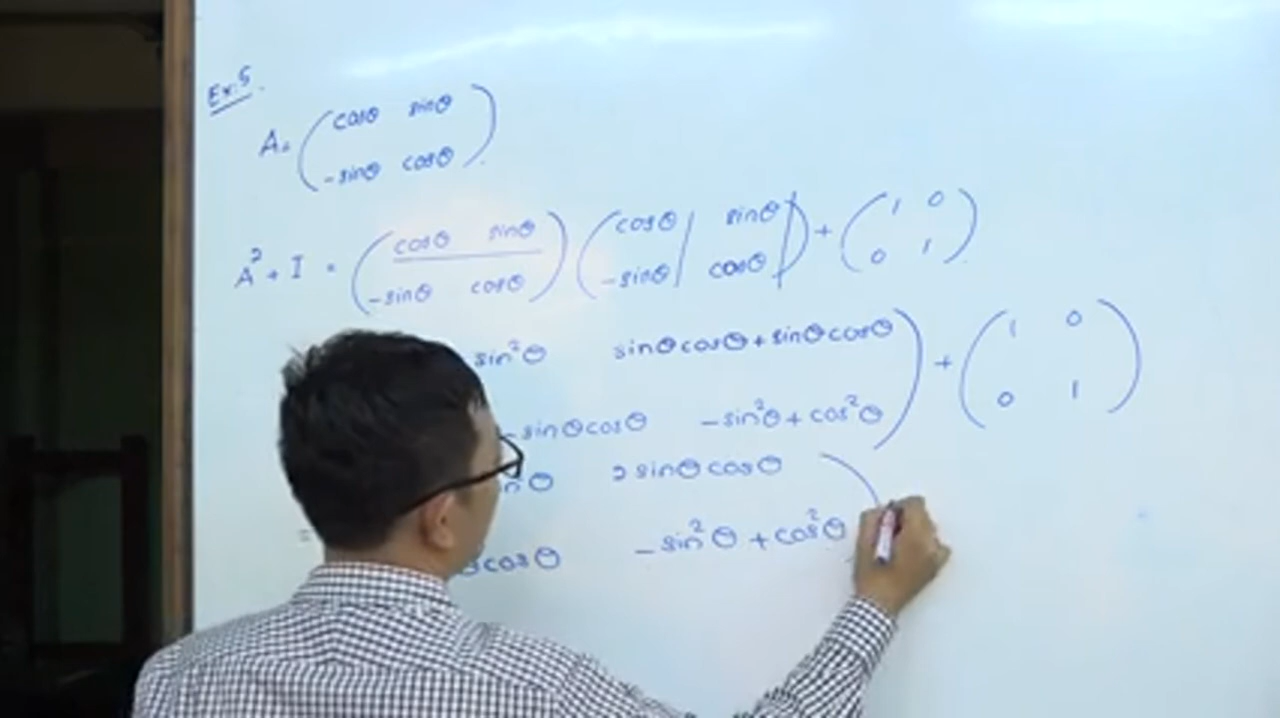 Ex:5.
A = ( cosθ sinθ )
( -sinθ cosθ )
A² + I = ( cosθ sinθ ) ( cosθ sinθ ) + ( 1 0 )
( -sinθ cosθ ) ( -sinθ cosθ ) ( 0 1 )
sin²θ sinθcosθ + sinθcosθ ) + ( 1 0 )
-sinθcosθ -sin²θ + cos²θ ) ( 0 1 )
2 sinθ cosθ )
= cosθ -sin²θ + cos²θ